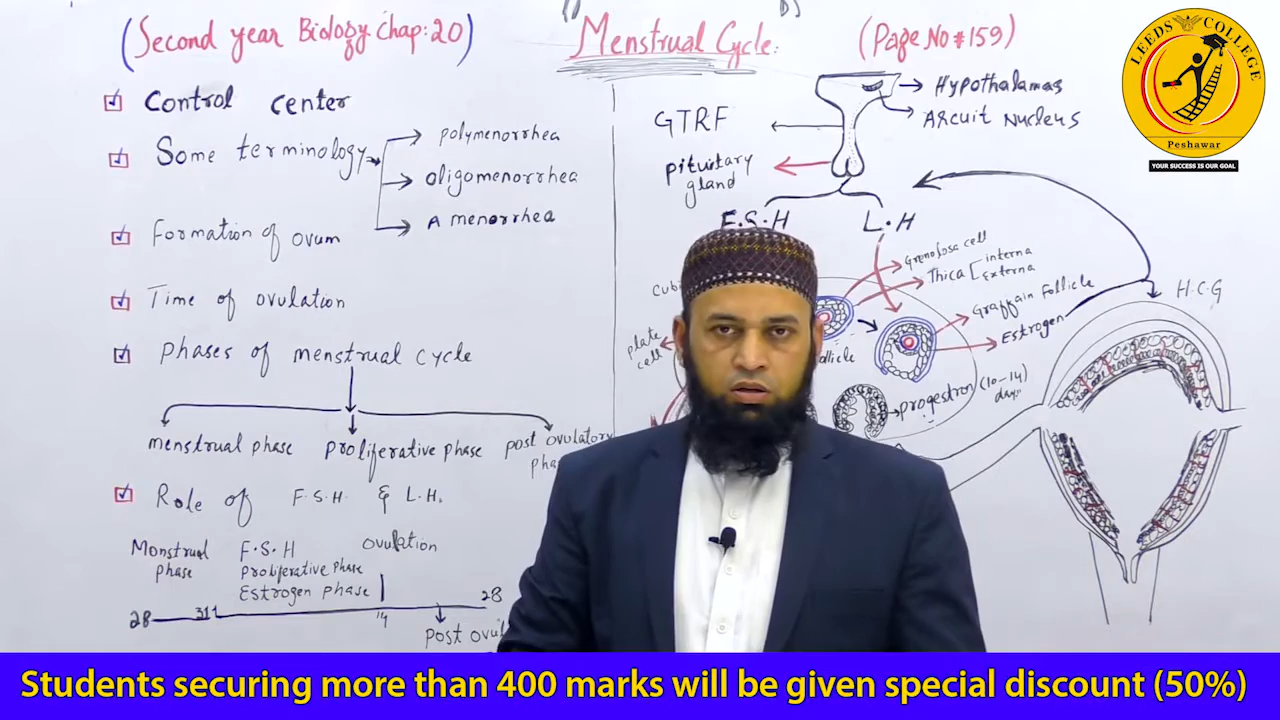 (Second year Biology Chap: 20)
Menstrual Cycle:
(Page No # 159)
LEEDS COLLEGE
Peshawar
YOUR SUCCESS IS OUR GOAL
Control center
Some terminology
polymenorrhea
oligomenorrhea
A menorrhea
Formation of ovum
Time of ovulation
Phases of menstrual cycle
menstrual phase
proliferative phase
post ovulatory
Role of F.S.H. & L.H.
Monstrual
phase
F.S.H
Proliferative Phase
Estrogen phase
ovulation
28
14
28
Hypothalamas
Arcuit Nucleus
GTRF
pituitary
gland
F.S.H
L.H
Grenofosa cell
Thica
interna
Externa
Graffain Follicle
Estrogen
H.C.G
plate
cell
progestron (10-14)
days
Students securing more than 400 marks will be given special discount (50%)